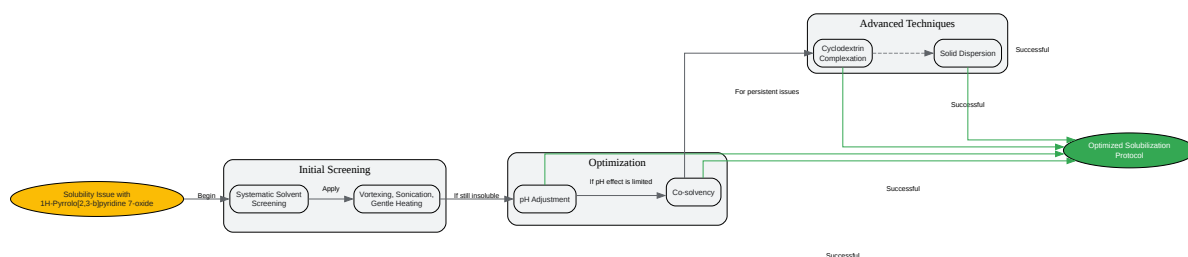 Advanced Techniques
Cyclodextrin
Complexation
Solid Dispersion
Successful
For persistent issues
Successful
Optimized Solubilization
Protocol
Initial Screening
Optimization
Solubility Issue with
1H-Pyrrolo[2,3-b]pyridine 7-oxide
Begin
Systematic Solvent
Screening
Apply
Vortexing, Sonication,
Gentle Heating
If still insoluble
pH Adjustment
If pH effect is limited
Co-solvency
Successful
Successful